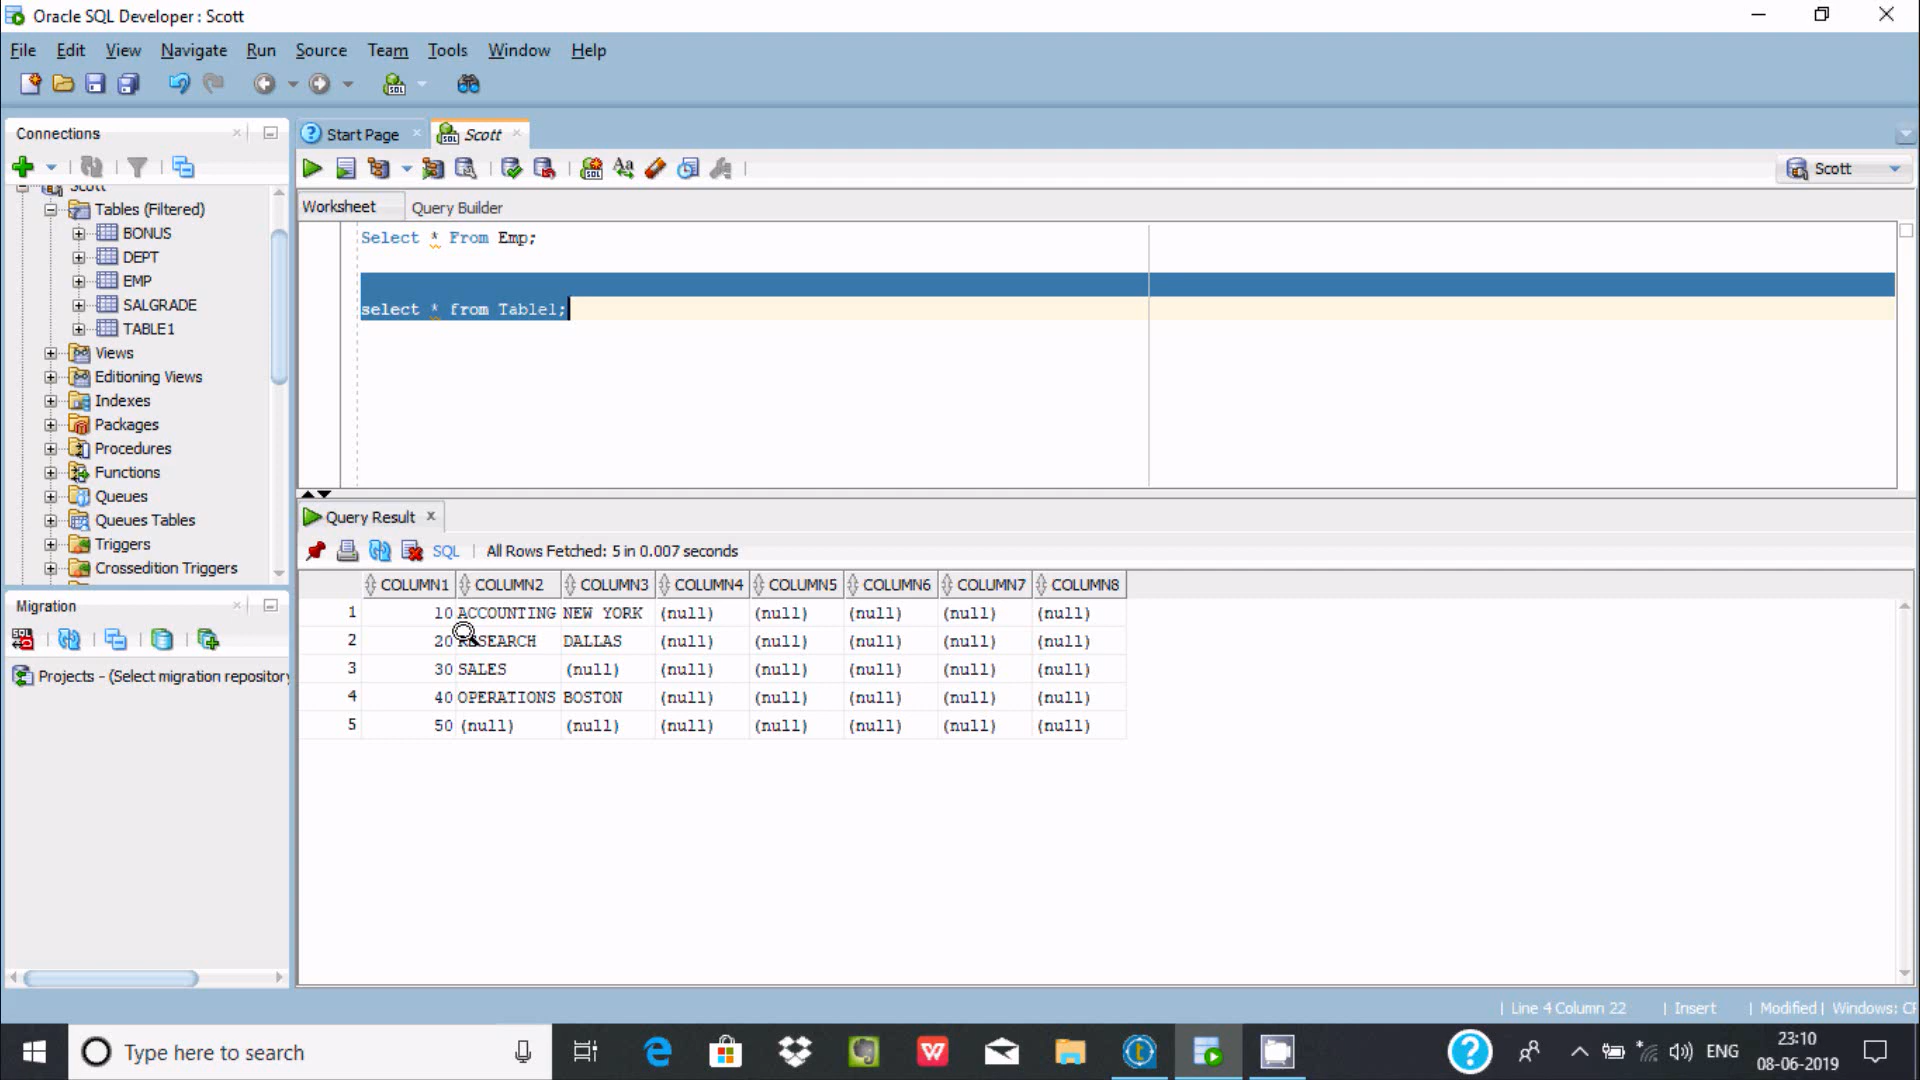 Oracle SQL Developer : Scott
File Edit View Navigate Run Source Team Tools Window Help
Connections
Start Page
Scott
Scott
Scott
Tables (Filtered)
BONUS
DEPT
EMP
SALGRADE
TABLE1
Views
Editioning Views
Indexes
Packages
Procedures
Functions
Queues
Queues Tables
Triggers
Crossedition Triggers
Worksheet Query Builder
Select * From Emp;
select * from Table1;
Query Result
SQL All Rows Fetched: 5 in 0.007 seconds
COLUMN1 COLUMN2 COLUMN3 COLUMN4 COLUMN5 COLUMN6 COLUMN7 COLUMN8
1 10 ACCOUNTING NEW YORK (null) (null) (null) (null) (null)
2 20 RESEARCH DALLAS (null) (null) (null) (null) (null)
3 30 SALES (null) (null) (null) (null) (null) (null)
4 40 OPERATIONS BOSTON (null) (null) (null) (null) (null)
5 50 (null) (null) (null) (null) (null) (null) (null)
Migration
Projects - (Select migration repository
Line 4 Column 22 Insert Modified Windows:
Type here to search
ENG
23:10
08-06-2019